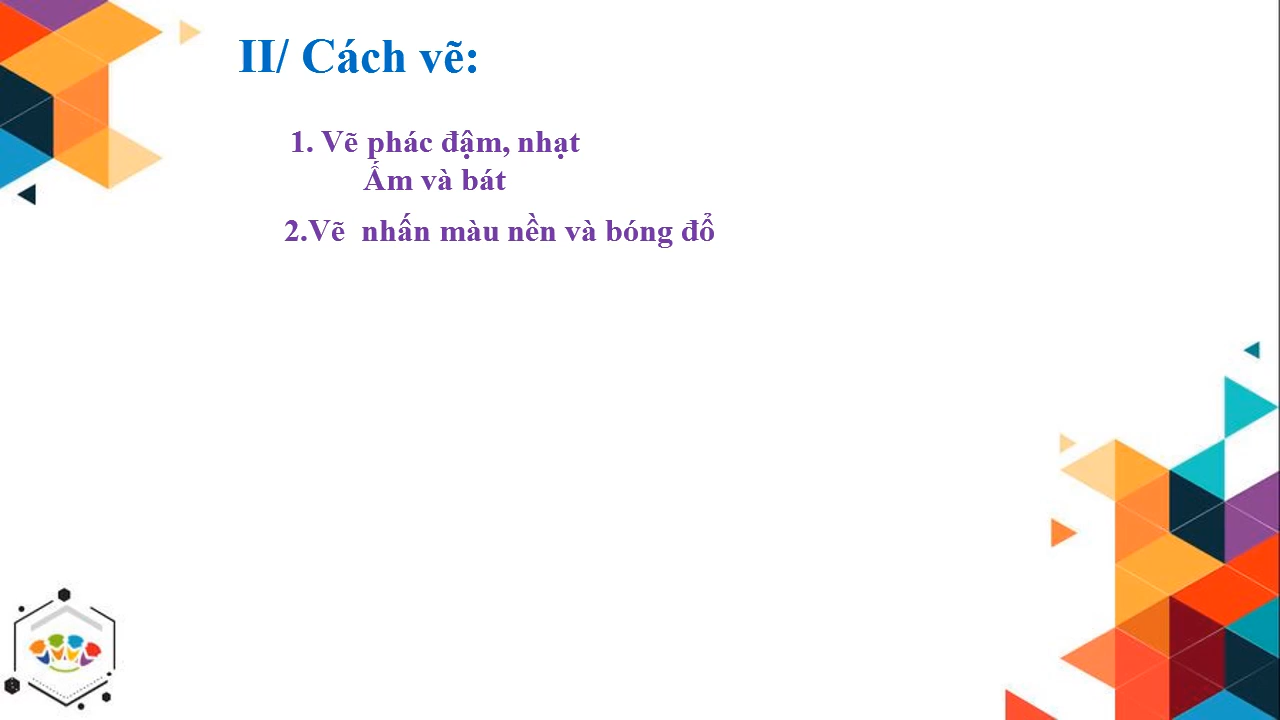 II/ Cách vẽ:
1. Vẽ phác đậm, nhạt
Ấm và bát
2.Vẽ nhấn màu nền và bóng đổ